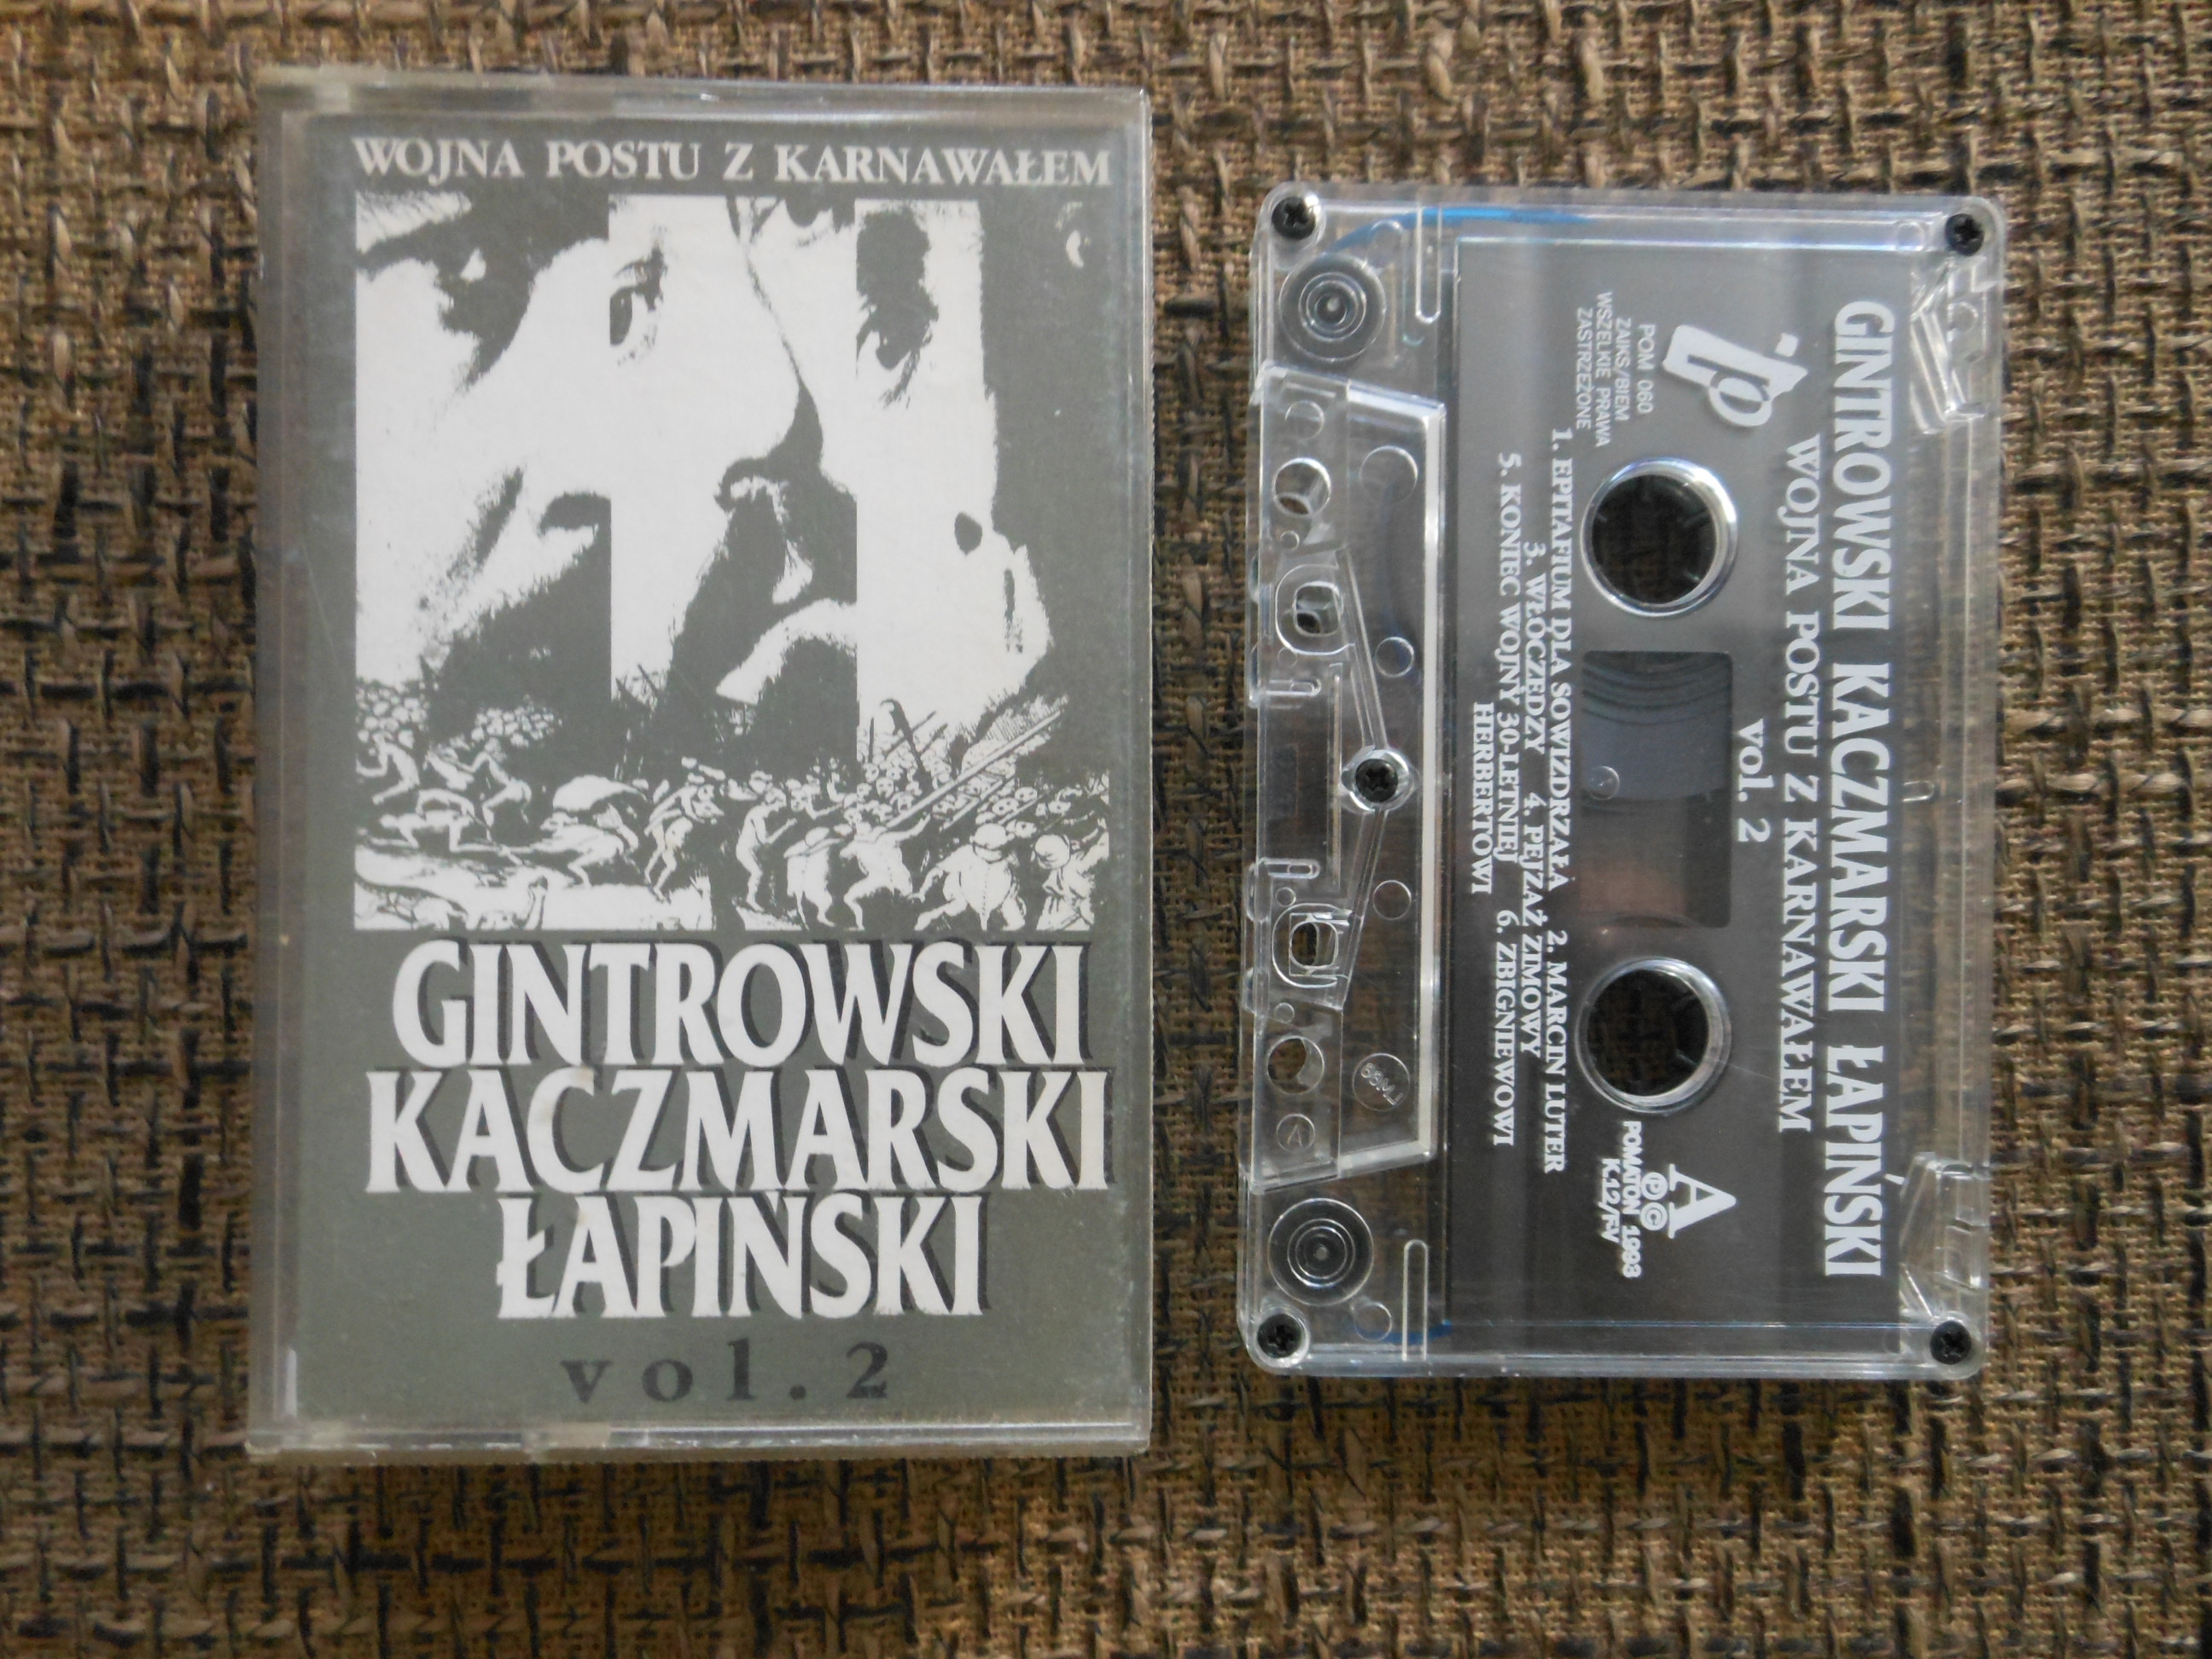 WOJNA POSTU Z KARNAWAŁEM
GINTROWSKI
KACZMARSKI
ŁAPIŃSKI
vol.2
GINTROWSKI KACZMARSKI ŁAPIŃSKI
WOJNA POSTU Z KARNAWAŁEM
vol. 2
POM 060
ZAIKS/BIEM
WSZELKIE PRAWA
ZASTRZEŻONE
A
℗©
POMATON 1993
1. EPITAFIUM DLA SOWIZDRZAŁA 2. MARCIN LUTER
3. WŁÓCZĘDZY 4. PEJZAŻ ZIMOWY
5. KONIEC WOJNY 30-LETNIEJ 6. ZBIGNIEWOWI
HERBERTOWI
A